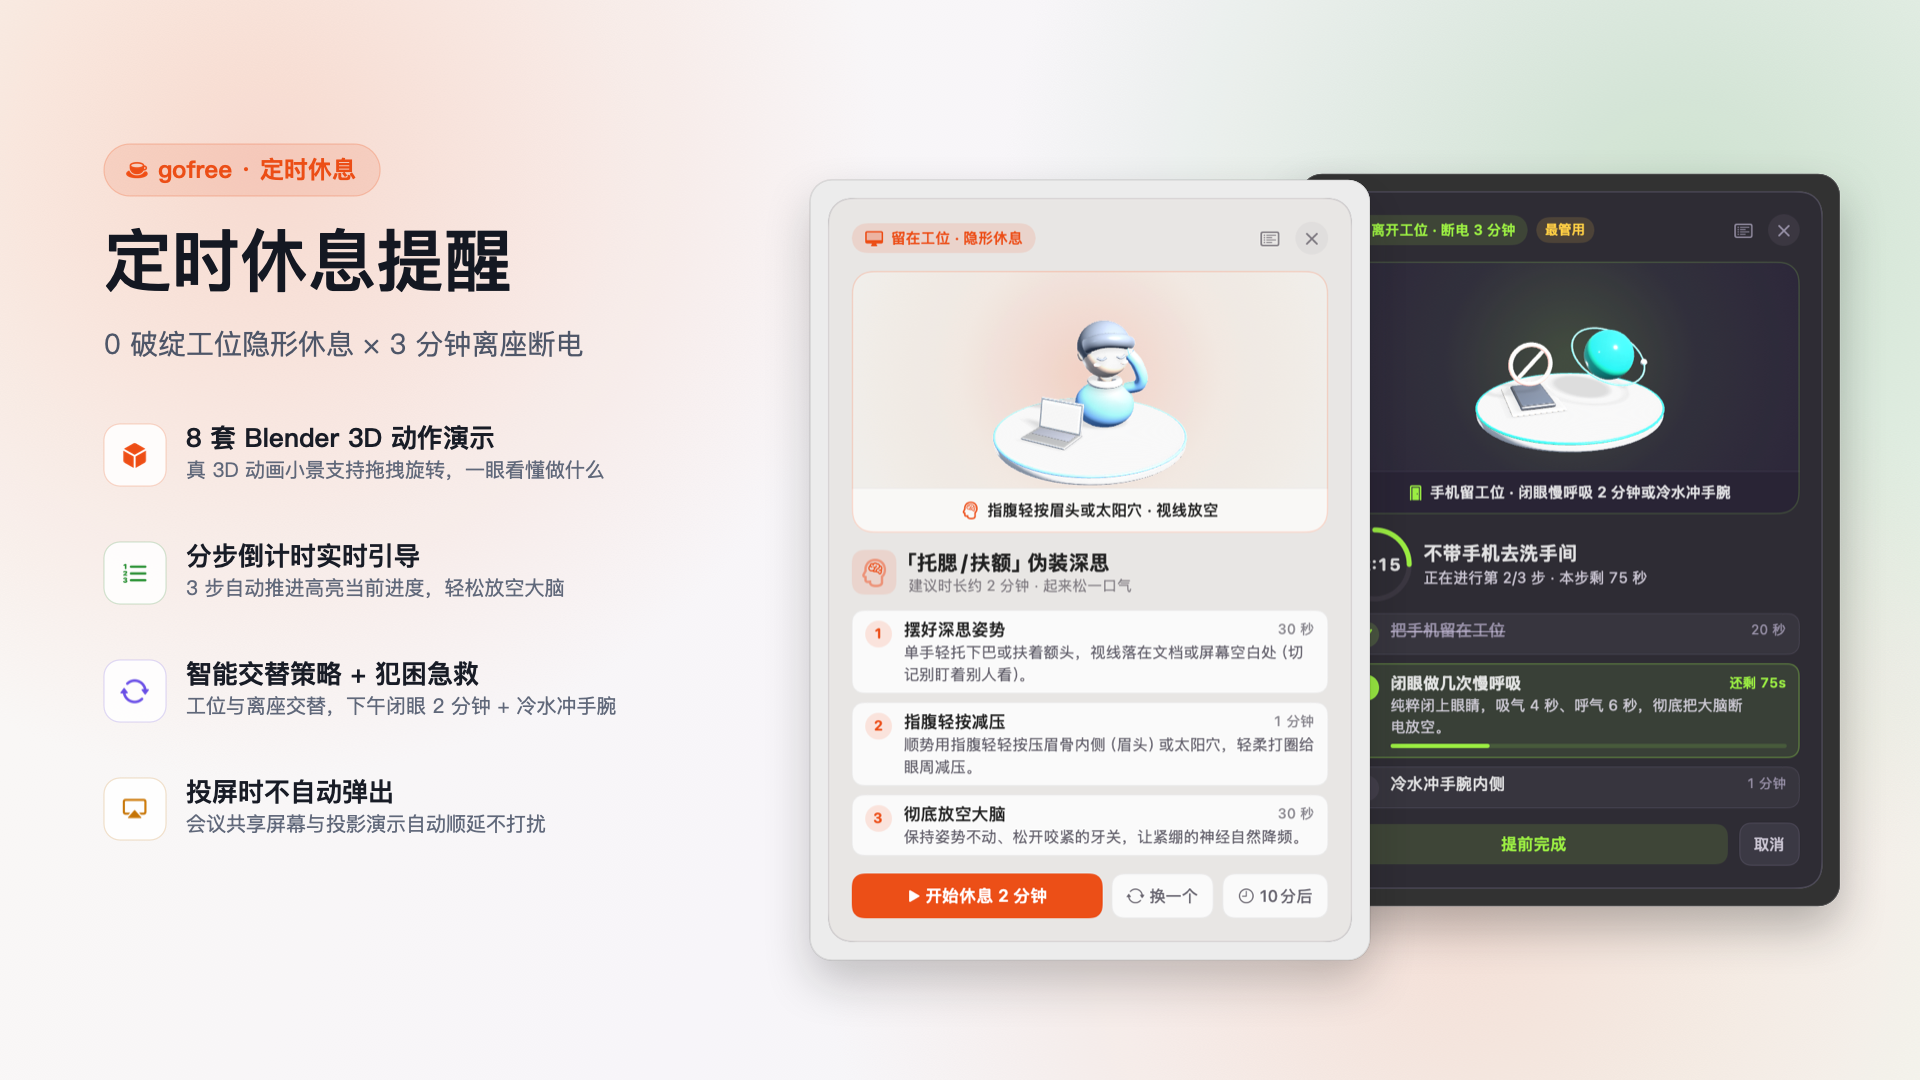 gofree · 定时休息
定时休息提醒
0 破绽工位隐形休息 × 3 分钟离座断电
8 套 Blender 3D 动作演示
真 3D 动画小景支持拖拽旋转，一眼看懂做什么
分步倒计时实时引导
3 步自动推进高亮当前进度，轻松放空大脑
智能交替策略 + 犯困急救
工位与离座交替，下午闭眼 2 分钟 + 冷水冲手腕
投屏时不自动弹出
会议共享屏幕与投影演示自动顺延不打扰
留在工位 · 隐形休息
指腹轻按眉头或太阳穴 · 视线放空
「托腮/扶额」伪装深思
建议时长约 2 分钟 · 起来松一口气
1 摆好深思姿势 30 秒
单手轻托下巴或扶着额头，视线落在文档或屏幕空白处（切
记别盯着别人看）。
2 指腹轻按减压 1 分钟
顺势用指腹轻轻按压眉骨内侧（眉头）或太阳穴，轻柔打圈给
眼周减压。
3 彻底放空大脑 30 秒
保持姿势不动、松开咬紧的牙关，让紧绷的神经自然降频。
开始休息 2 分钟
换一个
10 分后
离开工位 · 断电 3 分钟
最管用
手机留工位 · 闭眼慢呼吸 2 分钟或冷水冲手腕
:15
不带手机去洗手间
正在进行第 2/3 步 · 本步剩 75 秒
把手机留在工位 20 秒
闭眼做几次慢呼吸 还剩 75s
纯粹闭上眼睛，吸气 4 秒、呼气 6 秒，彻底把大脑断
电放空。
冷水冲手腕内侧 1 分钟
提前完成
取消